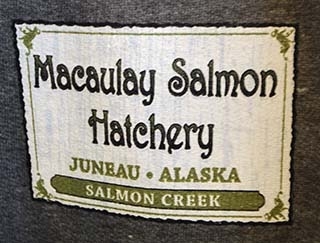 Macaulay Salmon
Hatchery
JUNEAU • ALASKA
SALMON CREEK